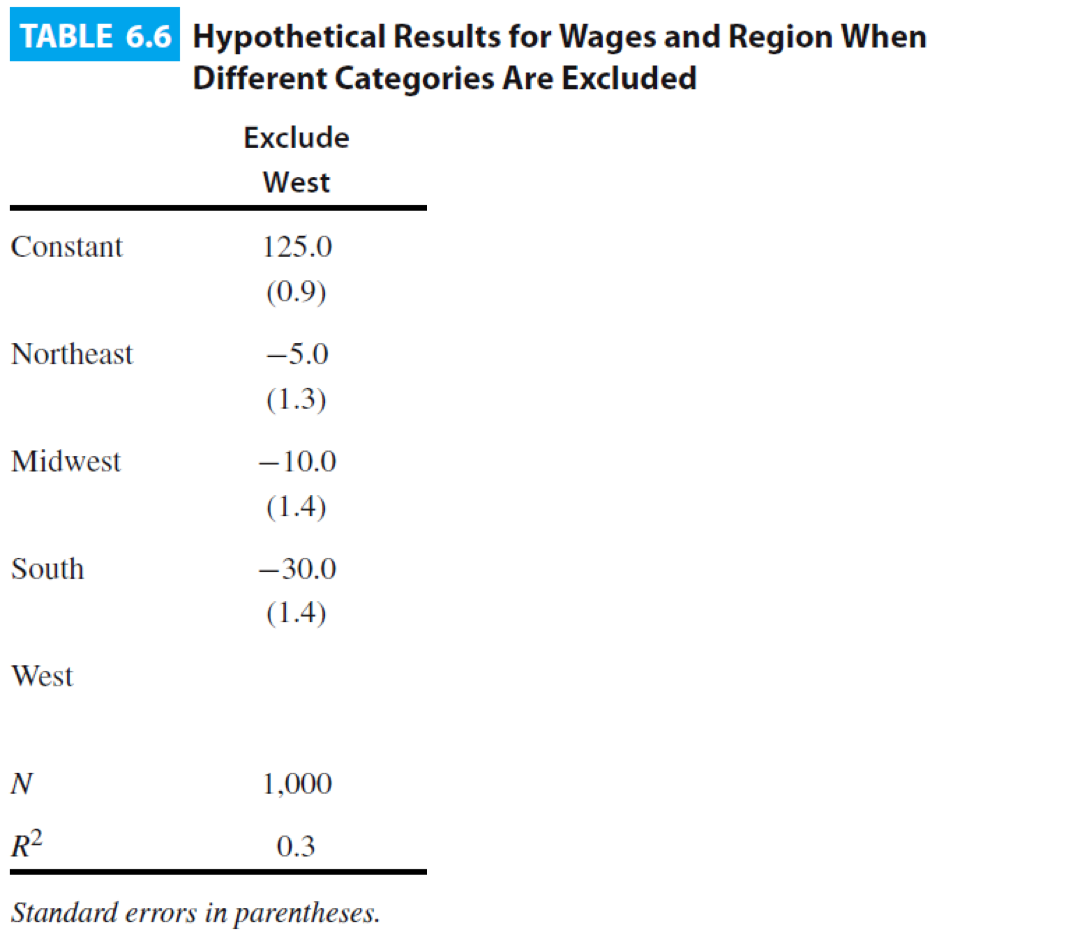 TABLE 6.6 Hypothetical Results for Wages and Region When
Different Categories Are Excluded
Exclude
West
Constant 125.0
(0.9)
Northeast −5.0
(1.3)
Midwest −10.0
(1.4)
South −30.0
(1.4)
West
N 1,000
R² 0.3
Standard errors in parentheses.